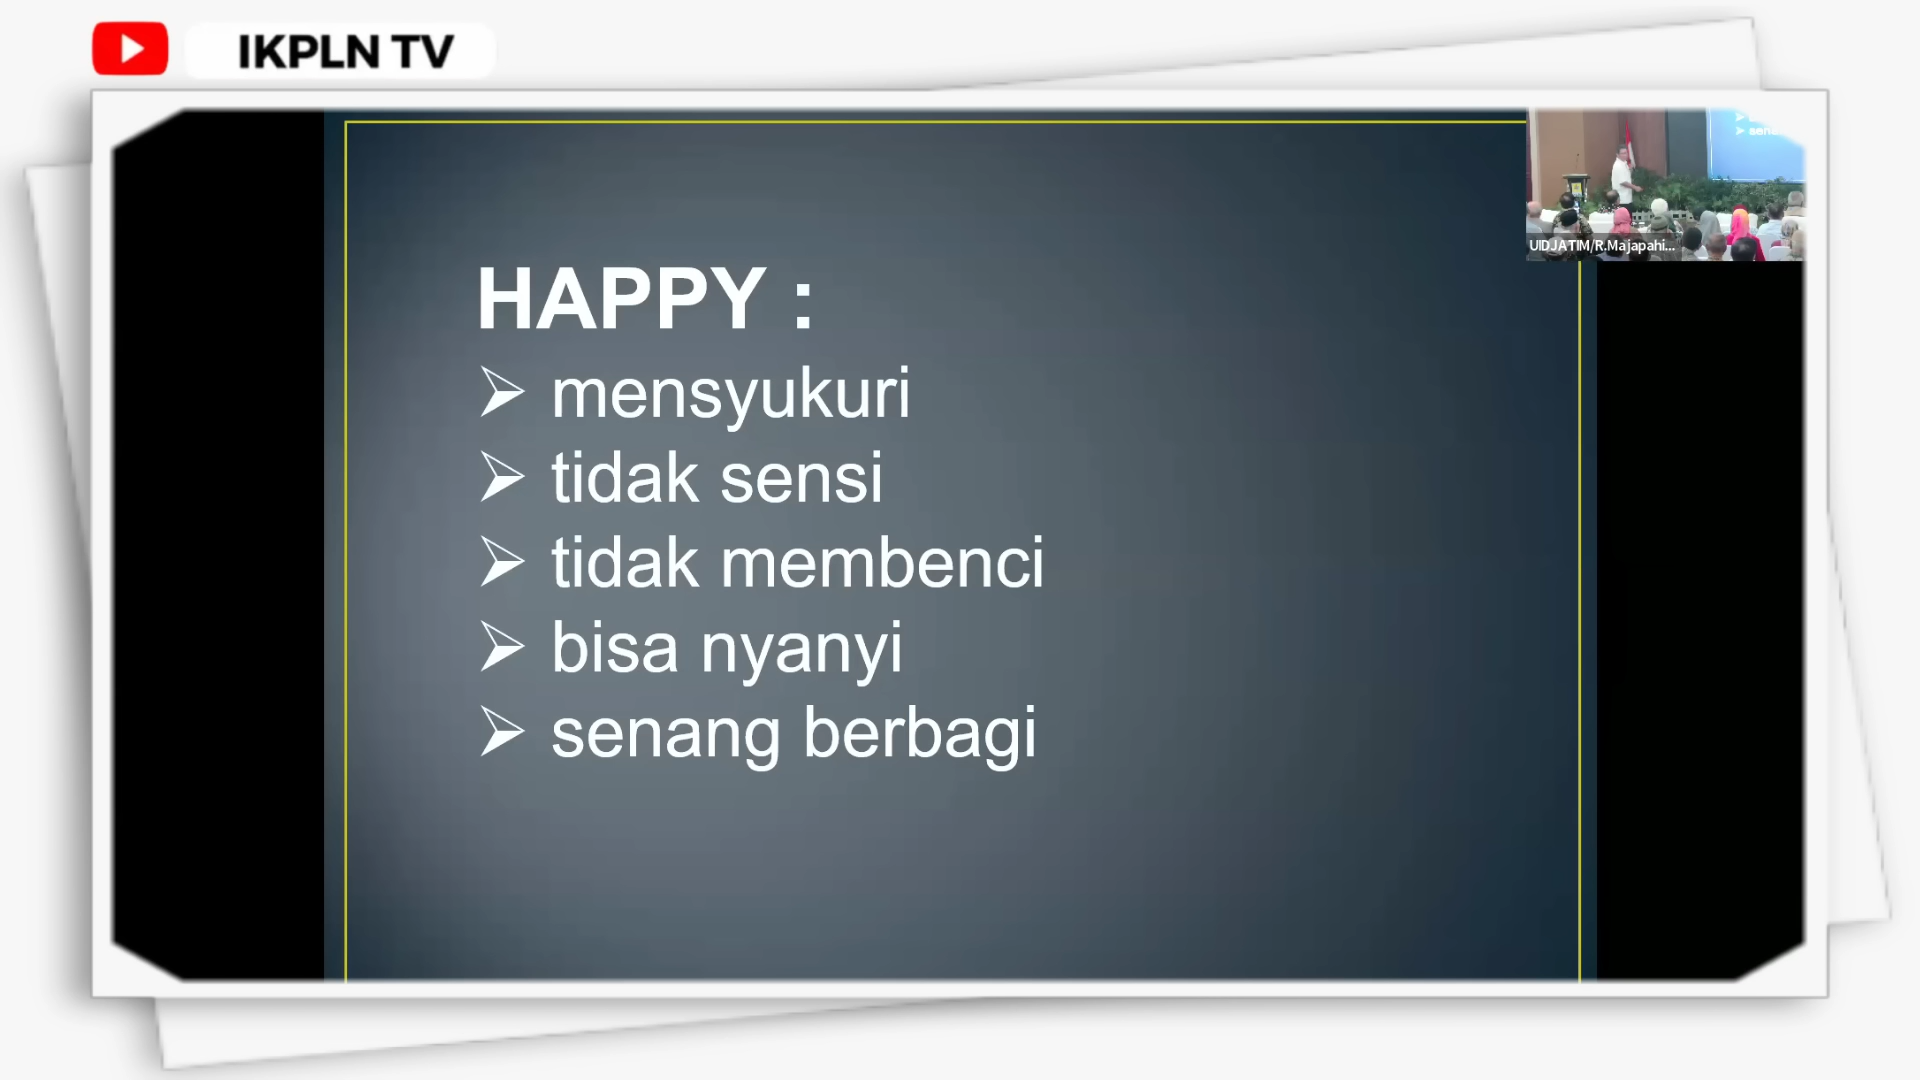 IKPLN TV
HAPPY :
➢ mensyukuri
➢ tidak sensi
➢ tidak membenci
➢ bisa nyanyi
➢ senang berbagi
UIDJATIM/R.Majapahi...